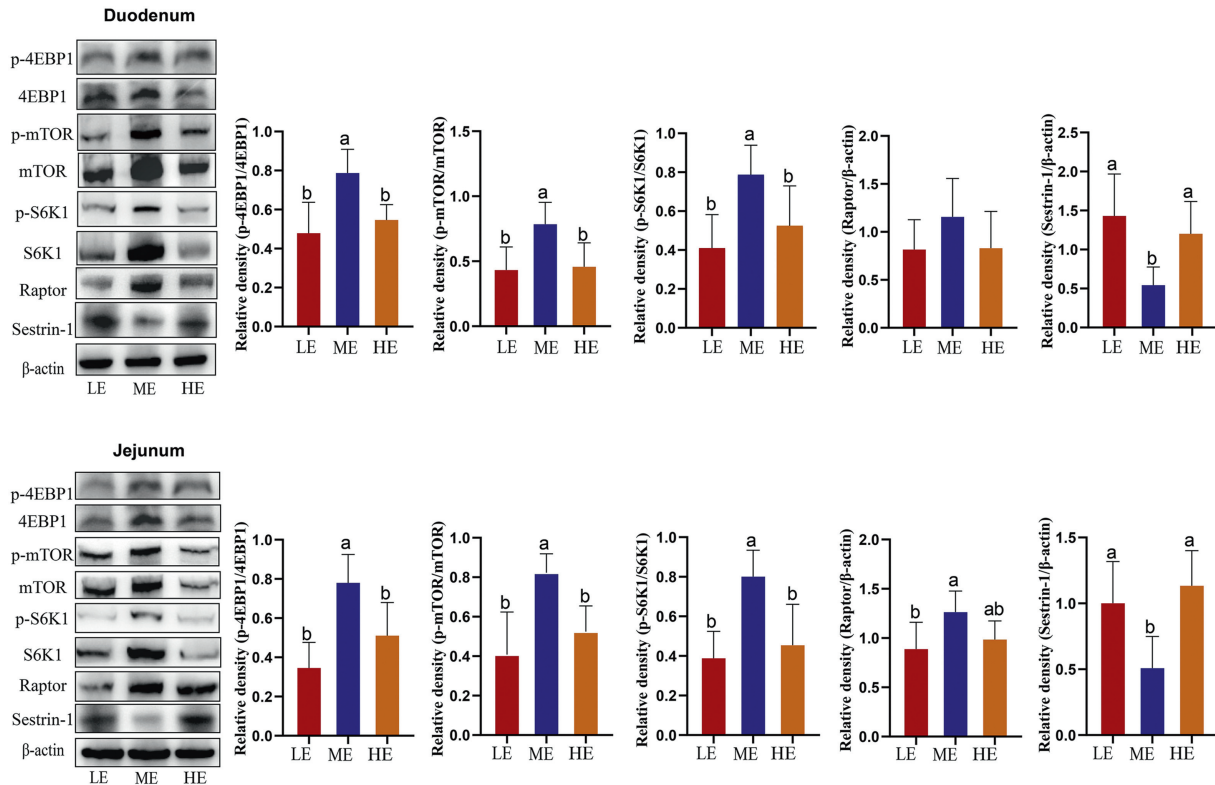 Duodenum
p-4EBP1
4EBP1
p-mTOR
mTOR
p-S6K1
S6K1
Raptor
Sestrin-1
β-actin
LE ME HE
Relative density (p-4EBP1/4EBP1)
1.0
0.8
0.6
0.4
0.2
0.0
b a b
LE ME HE
Relative density (p-mTOR/mTOR)
1.5
1.0
0.5
0.0
b a b
LE ME HE
Relative density (p-S6K1/S6K1)
1.0
0.8
0.6
0.4
0.2
0.0
b a b
LE ME HE
Relative density (Raptor/β-actin)
2.0
1.5
1.0
0.5
0.0
LE ME HE
Relative density (Sestrin-1/β-actin)
2.5
2.0
1.5
1.0
0.5
0.0
a b a
LE ME HE
Jejunum
p-4EBP1
4EBP1
p-mTOR
mTOR
p-S6K1
S6K1
Raptor
Sestrin-1
β-actin
LE ME HE
Relative density (p-4EBP1/4EBP1)
1.0
0.8
0.6
0.4
0.2
0.0
b a b
LE ME HE
Relative density (p-mTOR/mTOR)
1.0
0.8
0.6
0.4
0.2
0.0
b a b
LE ME HE
Relative density (p-S6K1/S6K1)
1.0
0.8
0.6
0.4
0.2
0.0
b a b
LE ME HE
Relative density (Raptor/β-actin)
2.0
1.5
1.0
0.5
0.0
b a ab
LE ME HE
Relative density (Sestrin-1/β-actin)
1.5
1.0
0.5
0.0
a b a
LE ME HE